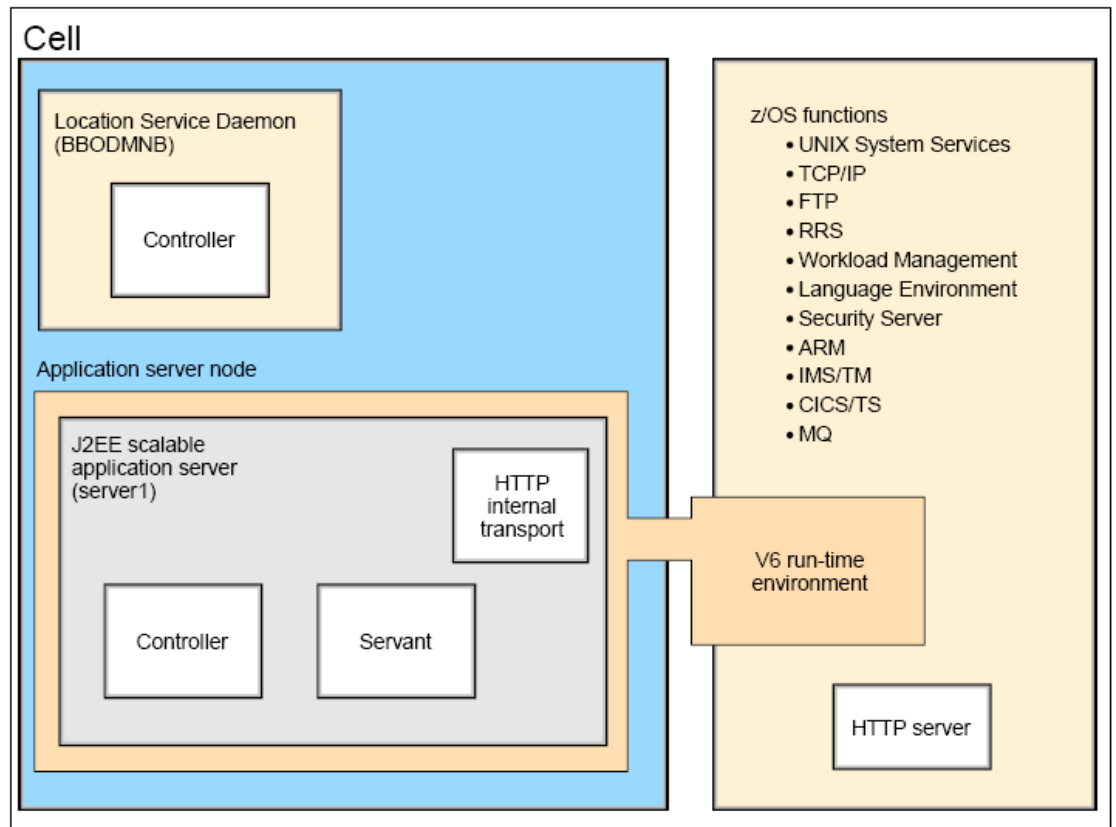 Cell
Location Service Daemon
(BBODMNB)
Controller
Application server node
J2EE scalable
application server
(server1)
HTTP
internal
transport
Controller
Servant
z/OS functions
• UNIX System Services
• TCP/IP
• FTP
• RRS
• Workload Management
• Language Environment
• Security Server
• ARM
• IMS/TM
• CICS/TS
• MQ
V6 run-time
environment
HTTP server